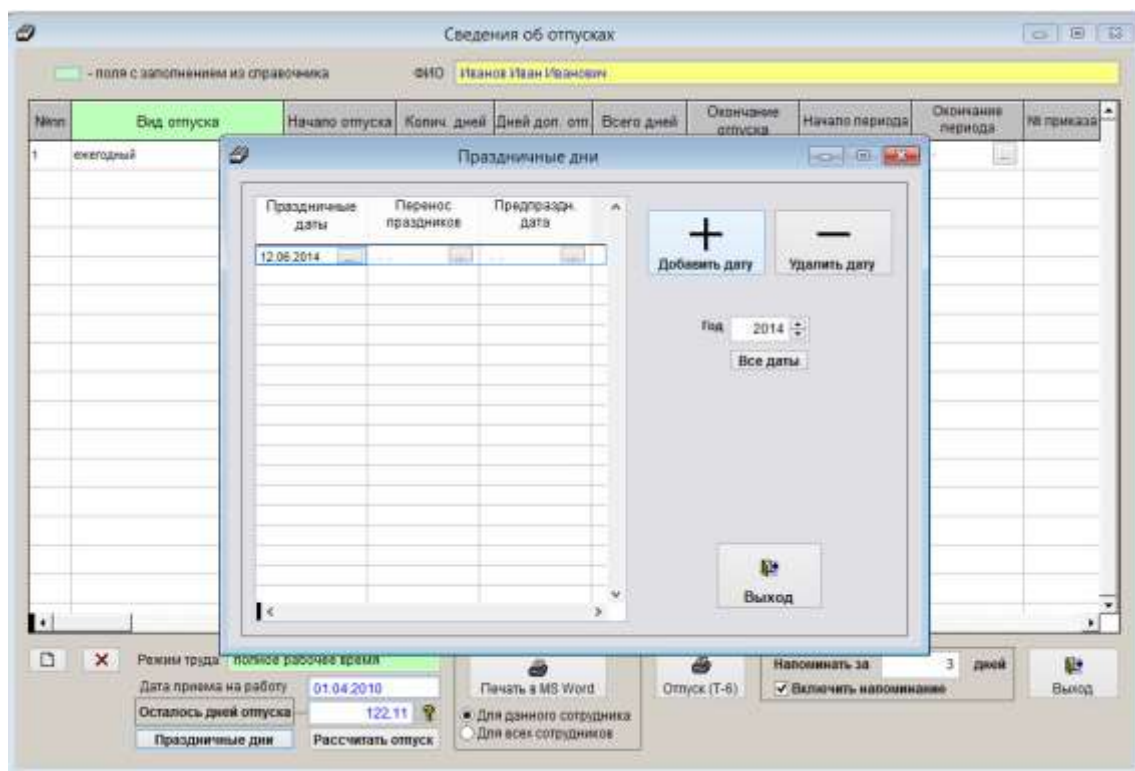 Сведения об отпусках
- поля с заполнением из справочника
ФИО Иванов Иван Иванович
№пп Вид отпуска Начало отпуска Колич. дней Дней доп. отп Всего дней Окончание отпуска Начало периода Окончание периода № приказа
1 ежегодный
Праздничные дни
Праздничные даты Перенос праздников Предпраздн. дата
12.06.2014 ... ... ...
Добавить дату Удалить дату
Год 2014
Все даты
Выход
Режим труда полное рабочее время
Дата приема на работу 01.04.2010
Осталось дней отпуска 122,11
Праздничные дни Рассчитать отпуск
Печать в MS Word
Для данного сотрудника
Для всех сотрудников
Отпуск (Т-6)
Напоминать за 3 дней
Включить напоминание
Выход